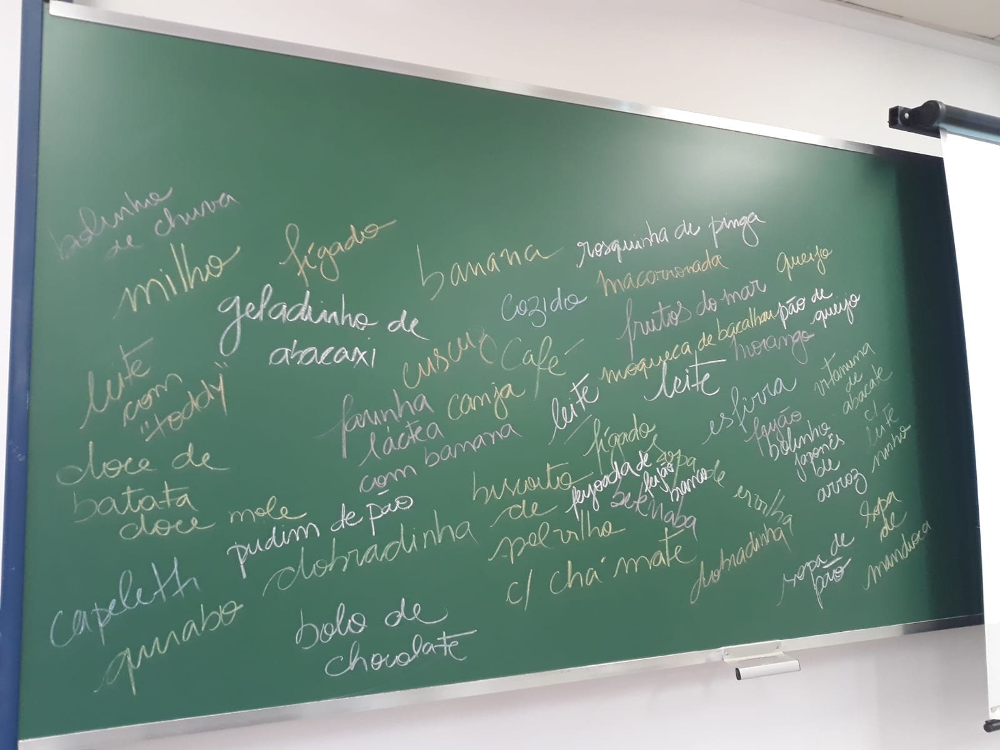 bolinho
de chuva
milho
fígado
banana
rosquinha de pinga
geladinho de
abacaxi
cozido
macarronada
queijo
frutos do mar
pão de
queijo
cuscuz
Café
moqueca de bacalhau
morango
leite
com
"toddy"
farinha
láctea
com banana
canja
leite
leite
esfirra
vitamina
de
abacate
c/
leite
ninho
doce de
batata
doce
mole
fígado
feijão
bolinho
japonês
de
arroz
biscoito
de
polvilho
c/ chá mate
feijoada de
feijão
branco
sopa
de
ervilha
beterraba
pudim de pão
dobradinha
dobradinha
sopa
de
mandioca
sopa de
pão
capeletti
quiabo
bolo de
chocolate